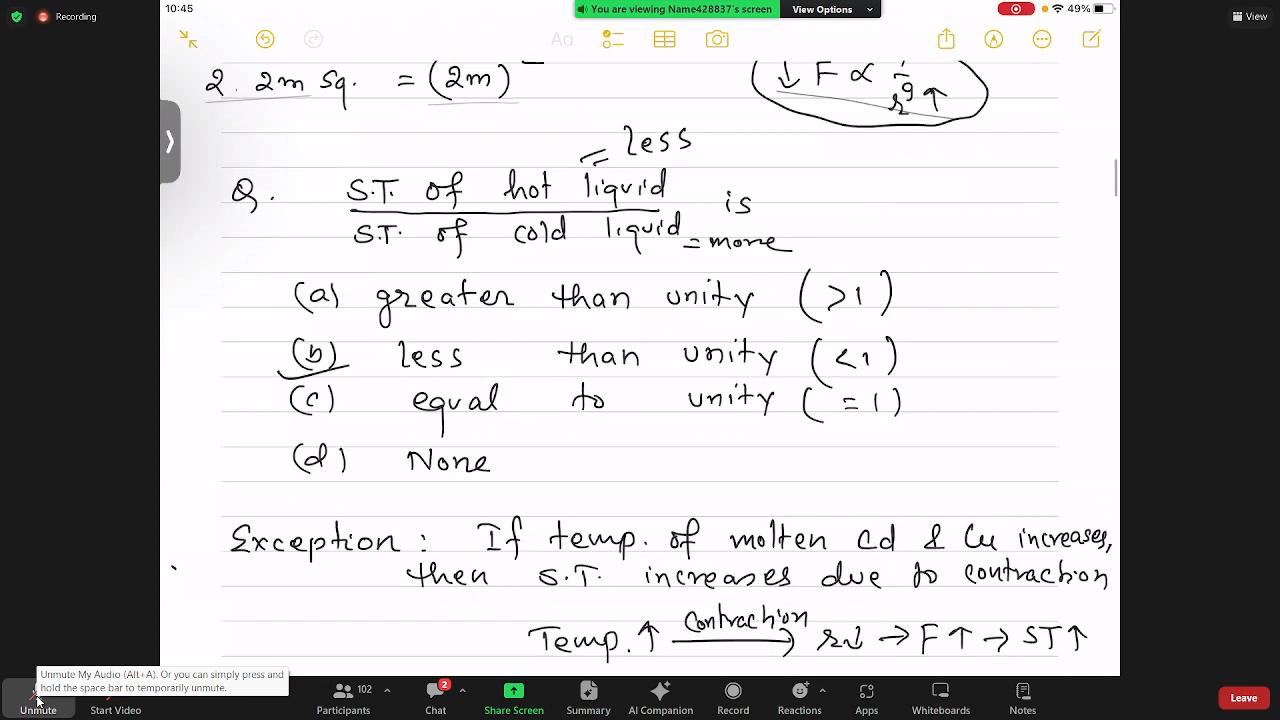 10:45
Recording
You are viewing Name428837's screen
View Options
49%
View
Aa
2. 2m sq. = (2m)
↓ F ∝ 1/r⁹ ↑
= less
Q. S.T. of hot liquid
is
S.T. of cold liquid = more
(a) greater than unity (>1)
(b) less than unity (<1)
(c) equal to unity (=1)
(d) None
Exception : If temp. of molten Cd & Cu increases,
then S.T. increases due to contraction
Temp. ↑ contraction → r↓ → F ↑ → ST ↑
Unmute My Audio (Alt+A). Or you can simply press and
hold the space bar to temporarily unmute.
102
2
Unmute
Start Video
Participants
Chat
Share Screen
Summary
AI Companion
Record
Reactions
Apps
Whiteboards
Notes
Leave